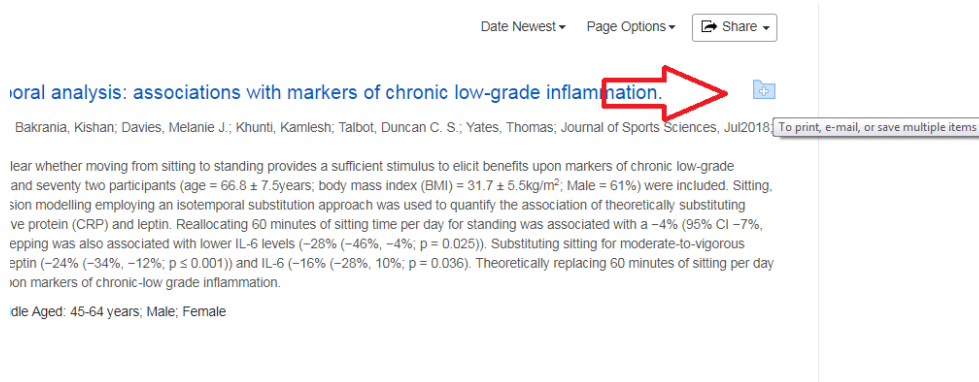 Date Newest Page Options Share
oral analysis: associations with markers of chronic low-grade inflammation.
Bakrania, Kishan; Davies, Melanie J.; Khunti, Kamlesh; Talbot, Duncan C. S.; Yates, Thomas; Journal of Sports Sciences, Jul2018;
To print, e-mail, or save multiple items
lear whether moving from sitting to standing provides a sufficient stimulus to elicit benefits upon markers of chronic low-grade
and seventy two participants (age = 66.8 ± 7.5years; body mass index (BMI) = 31.7 ± 5.5kg/m²; Male = 61%) were included. Sitting,
sion modelling employing an isotemporal substitution approach was used to quantify the association of theoretically substituting
ve protein (CRP) and leptin. Reallocating 60 minutes of sitting time per day for standing was associated with a −4% (95% CI −7%,
epping was also associated with lower IL-6 levels (−28% (−46%, −4%; p = 0.025)). Substituting sitting for moderate-to-vigorous
eptin (−24% (−34%, −12%; p ≤ 0.001)) and IL-6 (−16% (−28%, 10%; p = 0.036). Theoretically replacing 60 minutes of sitting per day
on markers of chronic-low grade inflammation.
dle Aged: 45-64 years; Male; Female